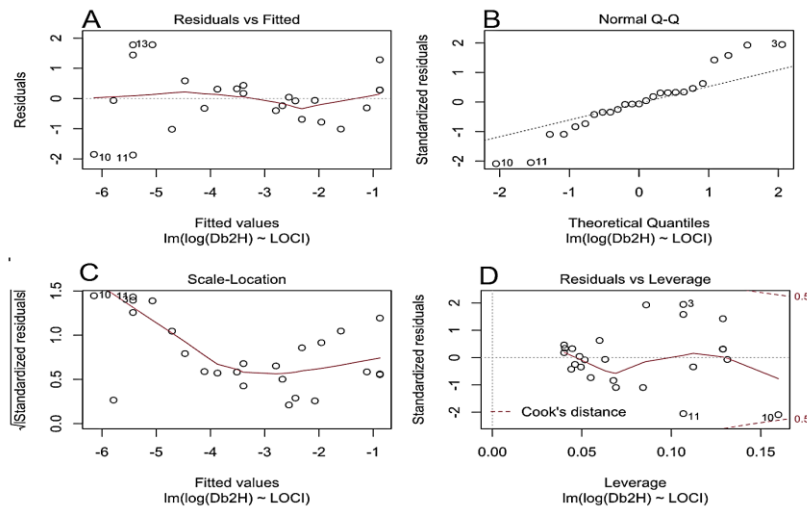 A
Residuals vs Fitted
Residuals
2
1
0
-1
-2
13
10
11
-6
-5
-4
-3
-2
-1
Fitted values
lm(log(Db2H) ~ LOCI)
B
Normal Q-Q
Standardized residuals
2
1
0
-1
-2
3
10
11
-2
-1
0
1
2
Theoretical Quantiles
lm(log(Db2H) ~ LOCI)
C
Scale-Location
√|Standardized residuals|
1.5
1.0
0.5
0.0
10
11
13
-6
-5
-4
-3
-2
-1
Fitted values
lm(log(Db2H) ~ LOCI)
D
Residuals vs Leverage
Standardized residuals
2
1
0
-1
-2
3
11
10
0.5
0.5
Cook's distance
0.00
0.05
0.10
0.15
Leverage
lm(log(Db2H) ~ LOCI)